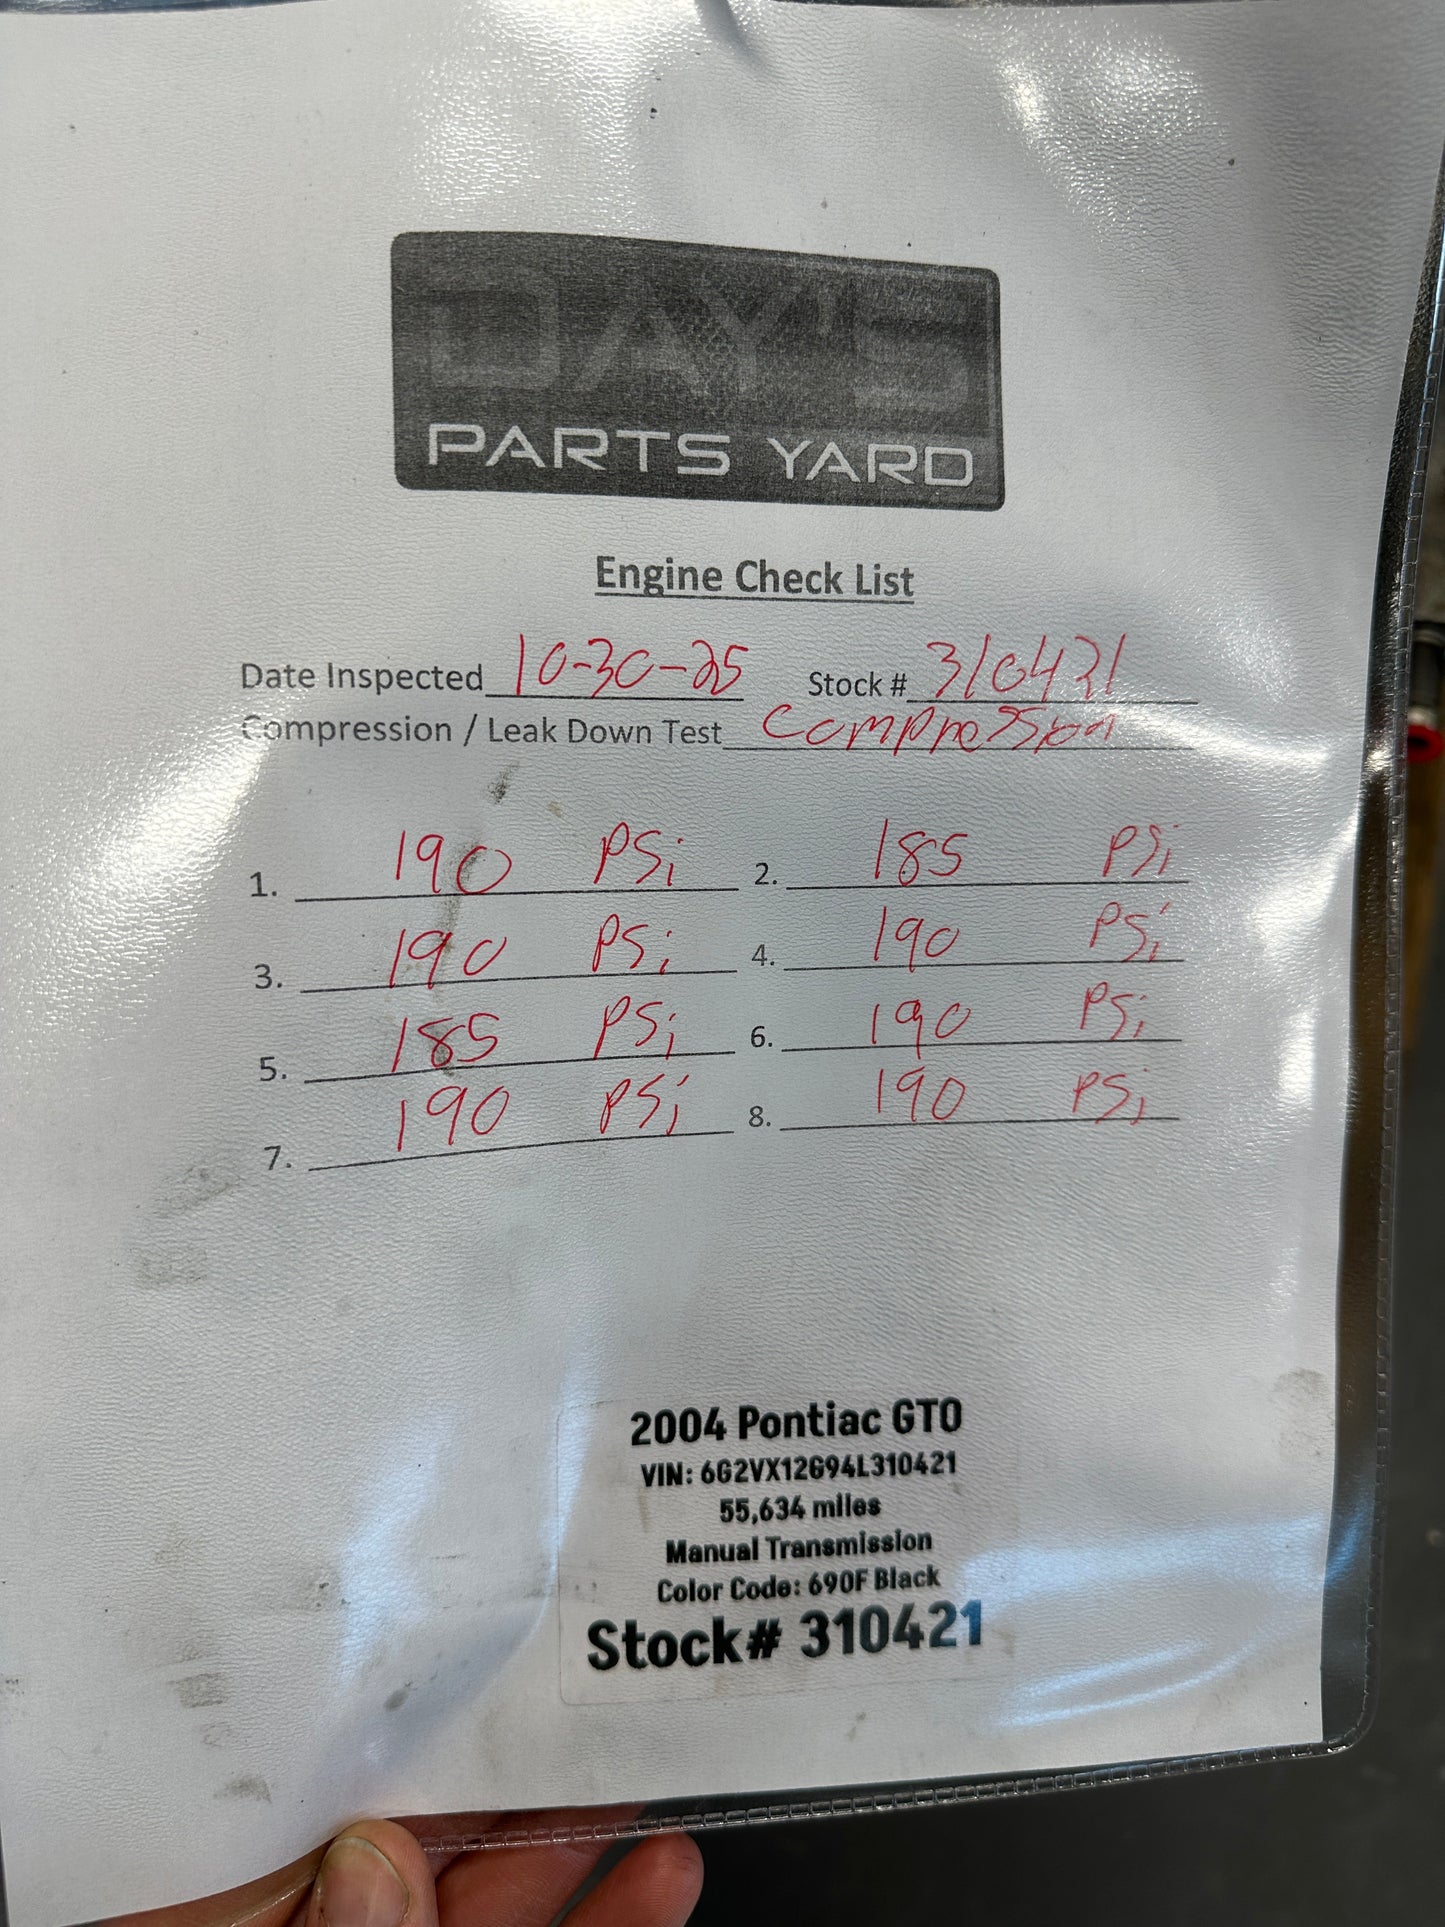 DAY'S
PARTS YARD
Engine Check List
Date Inspected 10-30-25 Stock # 310421
Compression / Leak Down Test Compression
1. 190 PSi 2. 185 PSi
3. 190 PSi 4. 190 PSi
5. 185 PSi 6. 190 PSi
7. 190 PSi 8. 190 PSi
2004 Pontiac GTO
VIN: 6G2VX12G94L310421
55,634 miles
Manual Transmission
Color Code: 690F Black
Stock# 310421